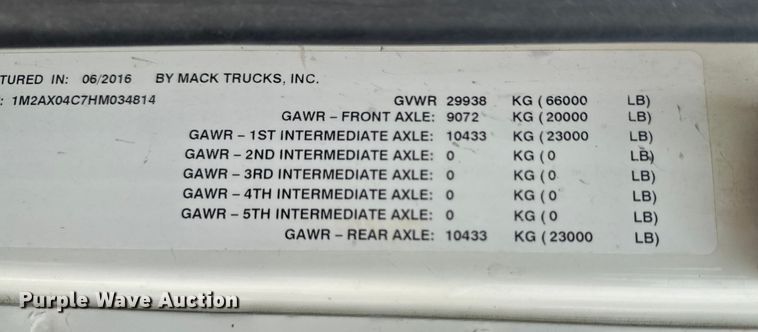 TURED IN: 06/2016 BY MACK TRUCKS, INC.
: 1M2AX04C7HM034814 GVWR 29938 KG ( 66000 LB)
GAWR – FRONT AXLE: 9072 KG ( 20000 LB)
GAWR – 1ST INTERMEDIATE AXLE: 10433 KG ( 23000 LB)
GAWR – 2ND INTERMEDIATE AXLE: 0 KG ( 0 LB)
GAWR – 3RD INTERMEDIATE AXLE: 0 KG ( 0 LB)
GAWR – 4TH INTERMEDIATE AXLE: 0 KG ( 0 LB)
GAWR – 5TH INTERMEDIATE AXLE: 0 KG ( 0 LB)
GAWR – REAR AXLE: 10433 KG ( 23000 LB)
Purple Wave Auction